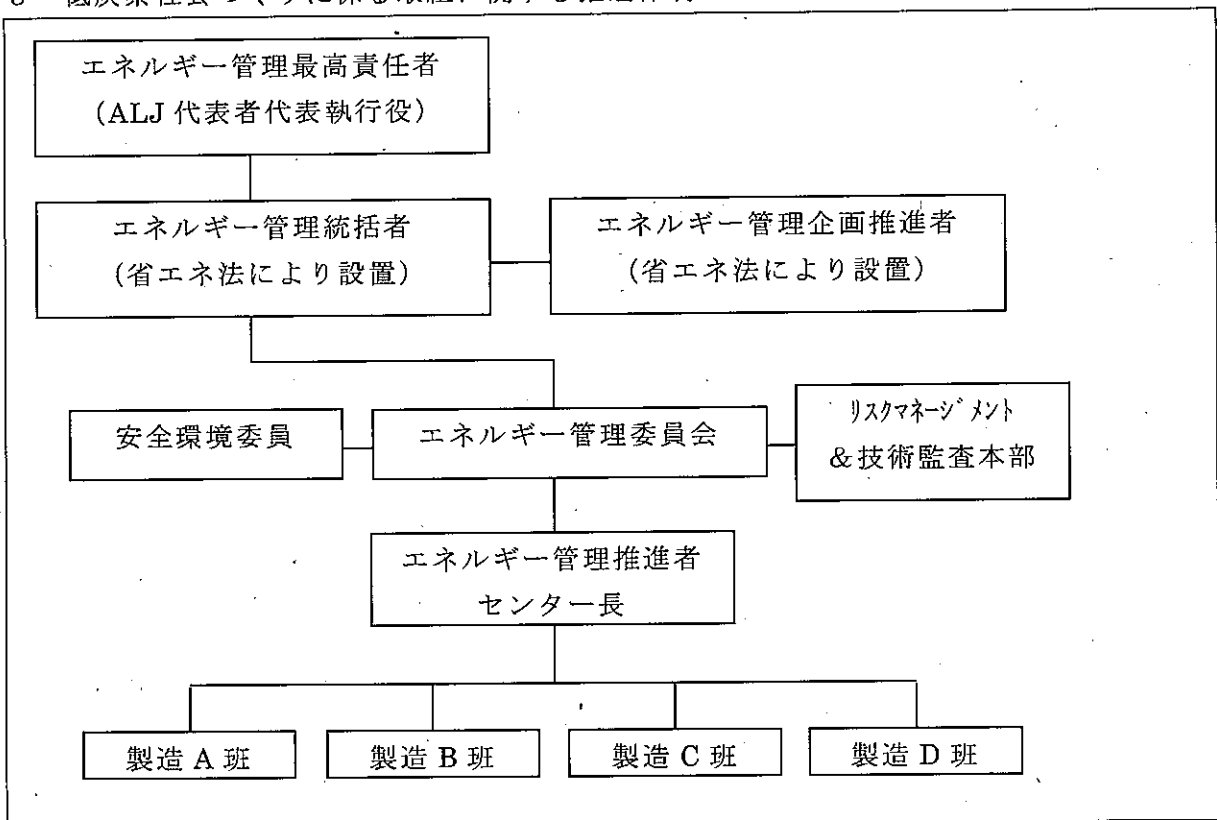 エネルギー管理最高責任者
(ALJ 代表者代表執行役)
エネルギー管理統括者
(省エネ法により設置)
エネルギー管理企画推進者
(省エネ法により設置)
安全環境委員
エネルギー管理委員会
リスクマネージメント
&技術監査本部
エネルギー管理推進者
センター長
製造 A 班
製造 B 班
製造 C 班
製造 D 班